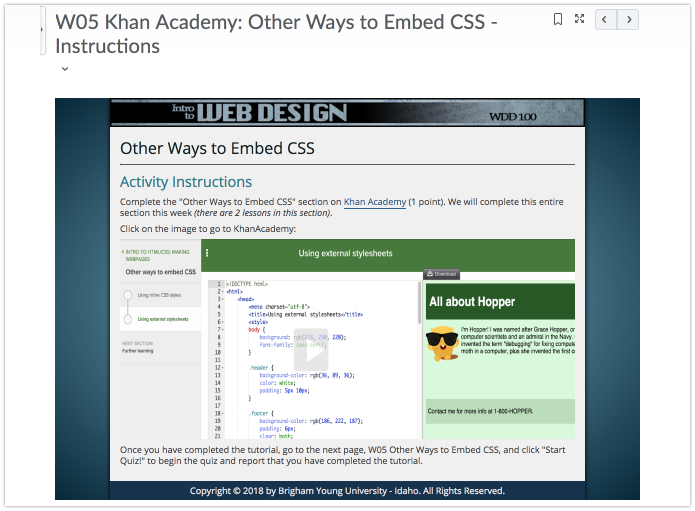 W05 Khan Academy: Other Ways to Embed CSS -
Instructions
Intro to WEB DESIGN
WDD 100
Other Ways to Embed CSS
Activity Instructions
Complete the "Other Ways to Embed CSS" section on Khan Academy (1 point). We will complete this entire
section this week (there are 2 lessons in this section).
Click on the image to go to KhanAcademy:
INTRO TO HTML/CSS: MAKING
WEBPAGES
Other ways to embed CSS
Using inline CSS styles
Using external stylesheets
NEXT SECTION:
Further learning
Using external stylesheets
1 <!DOCTYPE html>
2 <html>
3 <head>
4 <meta charset="utf-8">
5 <title>Using external stylesheets</title>
6 <style>
7 body {
8 background: rgb(215, 220);
9 font-family: sans-serif;
10 }
11
12 .header {
13 background-color: rgb(36, 89, 36);
14 color: white;
15 padding: 5px 10px;
16 }
17
18 .footer {
19 background-color: rgb(186, 222, 187);
20 padding: 6px;
21 clear: both;
Download
All about Hopper
I'm Hopper! I was named after Grace Hopper, or
computer scientists and an admiral in the Navy.
invented the term "debugging" for fixing comput
moth in a computer, plus she invented the first o
Contact me for more info at 1-800-HOPPER.
Once you have completed the tutorial, go to the next page, W05 Other Ways to Embed CSS, and click "Start
Quiz!" to begin the quiz and report that you have completed the tutorial.
Copyright © 2018 by Brigham Young University - Idaho. All Rights Reserved.